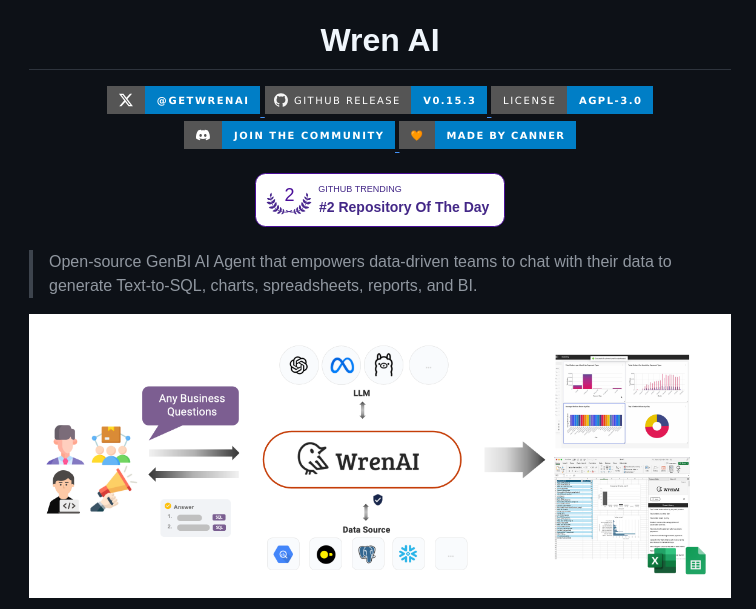 Wren AI
@GETWRENAI
GITHUB RELEASE V0.15.3
LICENSE AGPL-3.0
JOIN THE COMMUNITY
MADE BY CANNER
2
GITHUB TRENDING
#2 Repository Of The Day
Open-source GenBI AI Agent that empowers data-driven teams to chat with their data to
generate Text-to-SQL, charts, spreadsheets, reports, and BI.
...
LLM
Any Business
Questions
WrenAI
Answer
1. SQL
2. SQL
Data Source
...
WrenAI
X